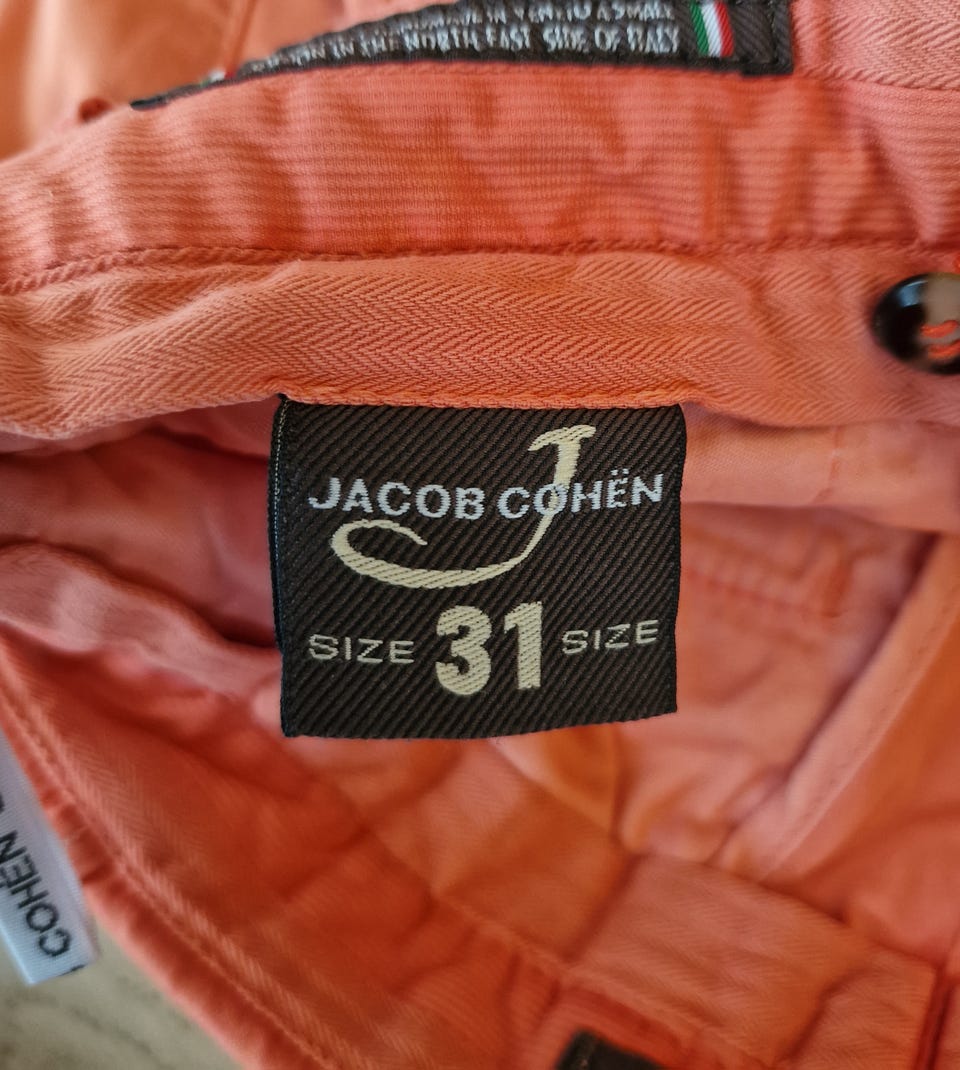 IN THE NORTH EAST SIDE OF ITALY
JACOB COHËN
SIZE 31 SIZE
COHËN